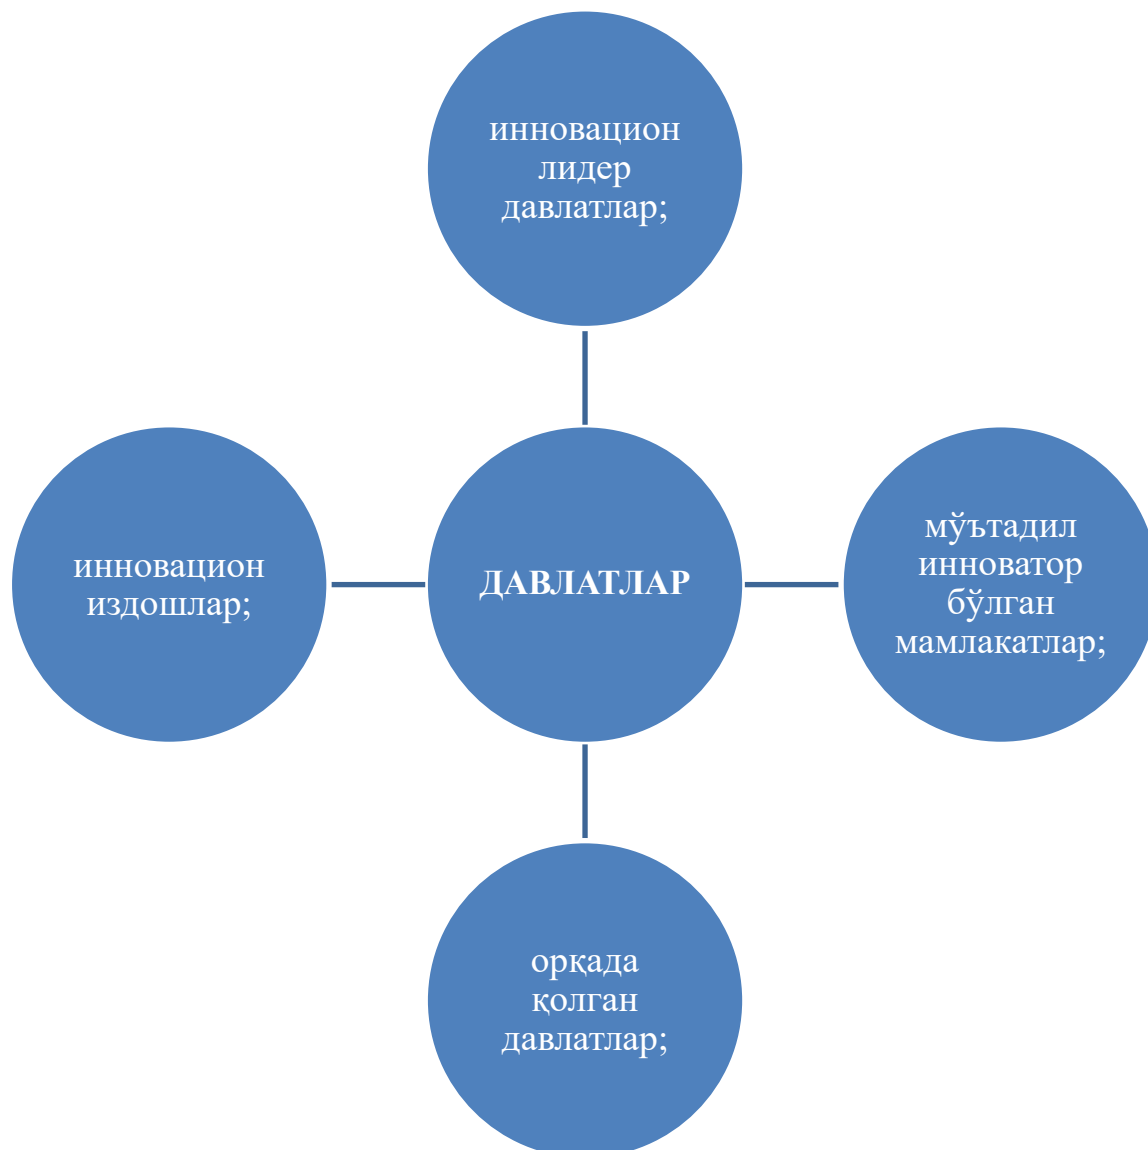 инновацион
лидер
давлатлар;
инновацион
издошлар;
ДАВЛАТЛАР
мўътадил
инноватор
бўлган
мамлакатлар;
орқада
қолган
давлатлар;